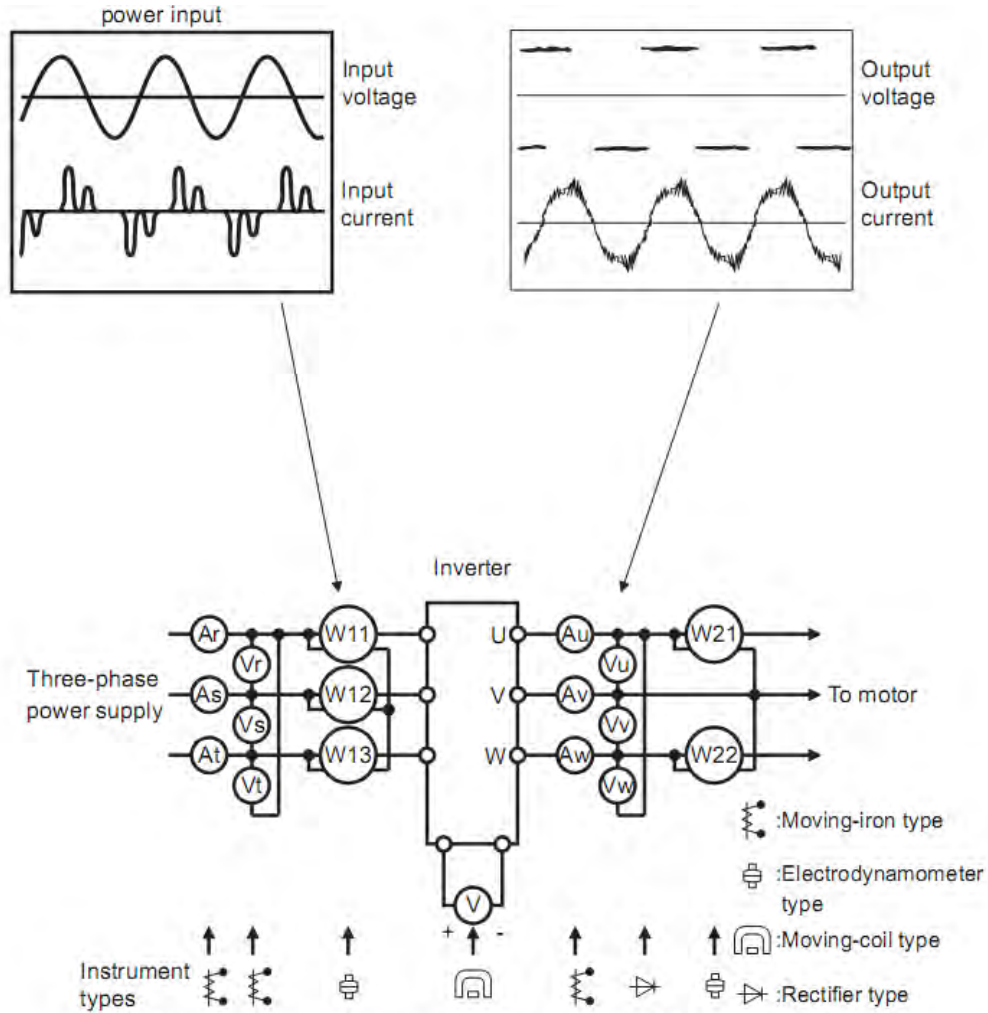 power input
Input
voltage
Input
current
Output
voltage
Output
current
Inverter
Three-phase
power supply
Ar
As
At
Vr
Vs
Vt
W11
W12
W13
U
V
W
Au
Av
Aw
Vu
Vv
Vw
W21
W22
To motor
V
+ -
Instrument
types
:Moving-iron type
:Electrodynamometer
type
:Moving-coil type
:Rectifier type